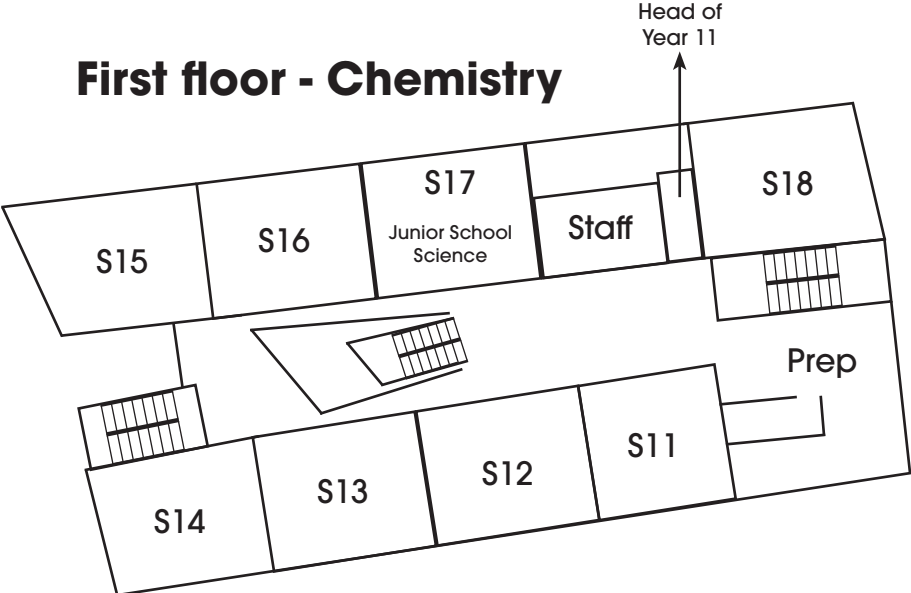 Head of
Year 11
First floor - Chemistry
S18
S17
Junior School
Science
Staff
S16
S15
Prep
S11
S12
S13
S14